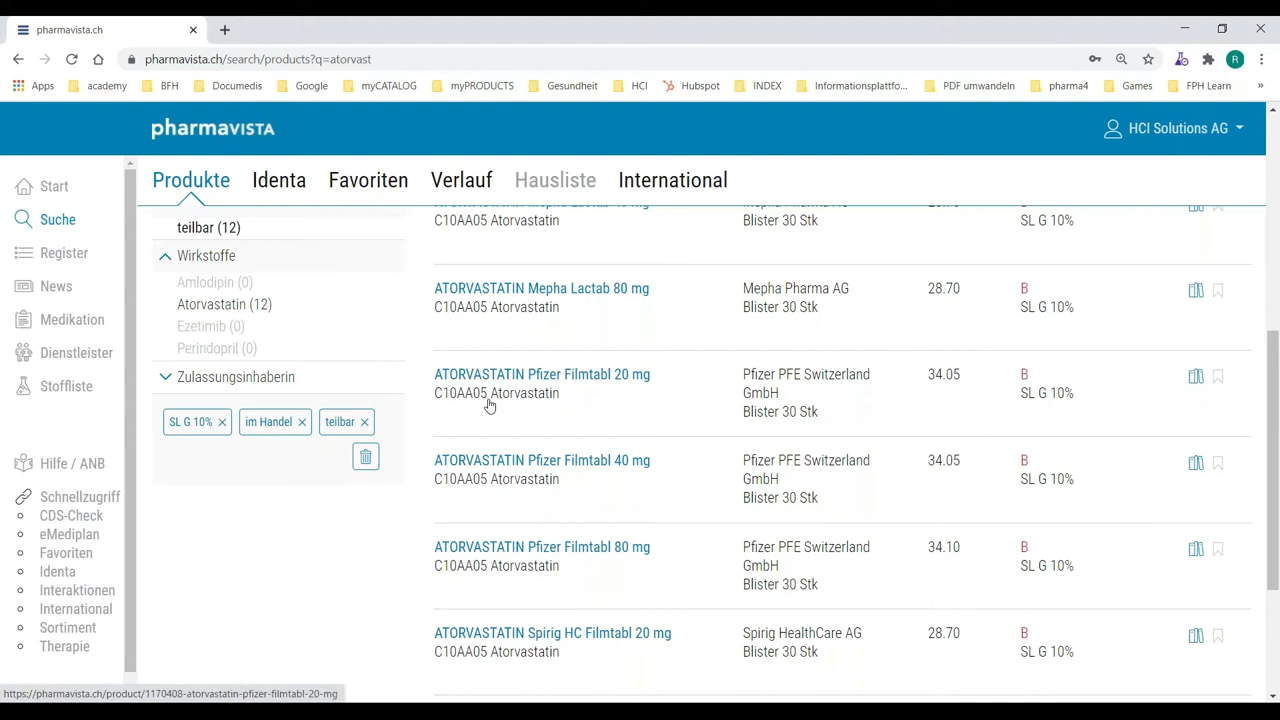 pharmavista.ch
pharmavista.ch/search/products?q=atorvast
R
Apps academy BFH Documedis Google myCATALOG myPRODUCTS Gesundheit HCI Hubspot INDEX Informationsplattfo... PDF umwandeln pharma4 Games FPH Learn »
pharmaVISTA
HCI Solutions AG
Start
Suche
Register
News
Medikation
Dienstleister
Stoffliste
Hilfe / ANB
Schnellzugriff
CDS-Check
eMediplan
Favoriten
Identa
Interaktionen
International
Sortiment
Therapie
Produkte Identa Favoriten Verlauf Hausliste International
teilbar (12)
Wirkstoffe
Amlodipin (0)
Atorvastatin (12)
Ezetimib (0)
Perindopril (0)
Zulassungsinhaberin
SL G 10% × im Handel × teilbar ×
C10AA05 Atorvastatin Blister 30 Stk SL G 10%
ATORVASTATIN Mepha Lactab 80 mg Mepha Pharma AG 28.70 B
C10AA05 Atorvastatin Blister 30 Stk SL G 10%
ATORVASTATIN Pfizer Filmtabl 20 mg Pfizer PFE Switzerland 34.05 B
C10AA05 Atorvastatin GmbH SL G 10%
Blister 30 Stk
ATORVASTATIN Pfizer Filmtabl 40 mg Pfizer PFE Switzerland 34.05 B
C10AA05 Atorvastatin GmbH SL G 10%
Blister 30 Stk
ATORVASTATIN Pfizer Filmtabl 80 mg Pfizer PFE Switzerland 34.10 B
C10AA05 Atorvastatin GmbH SL G 10%
Blister 30 Stk
ATORVASTATIN Spirig HC Filmtabl 20 mg Spirig HealthCare AG 28.70 B
C10AA05 Atorvastatin Blister 30 Stk SL G 10%
https://pharmavista.ch/product/1170408-atorvastatin-pfizer-filmtabl-20-mg